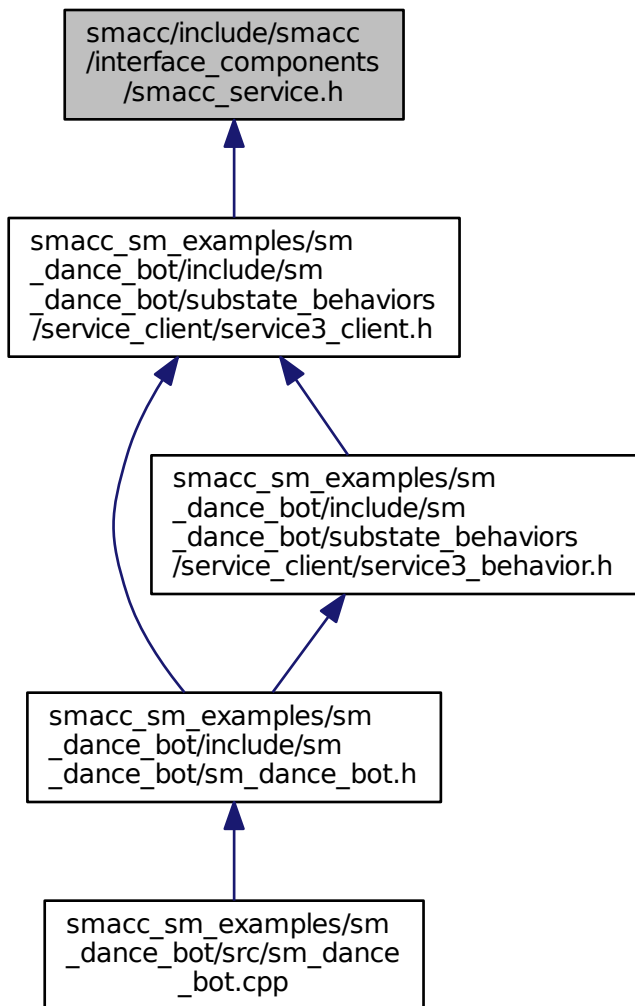 smacc/include/smacc
/interface_components
/smacc_service.h
smacc_sm_examples/sm
_dance_bot/include/sm
_dance_bot/substate_behaviors
/service_client/service3_client.h
smacc_sm_examples/sm
_dance_bot/include/sm
_dance_bot/substate_behaviors
/service_client/service3_behavior.h
smacc_sm_examples/sm
_dance_bot/include/sm
_dance_bot/sm_dance_bot.h
smacc_sm_examples/sm
_dance_bot/src/sm_dance
_bot.cpp